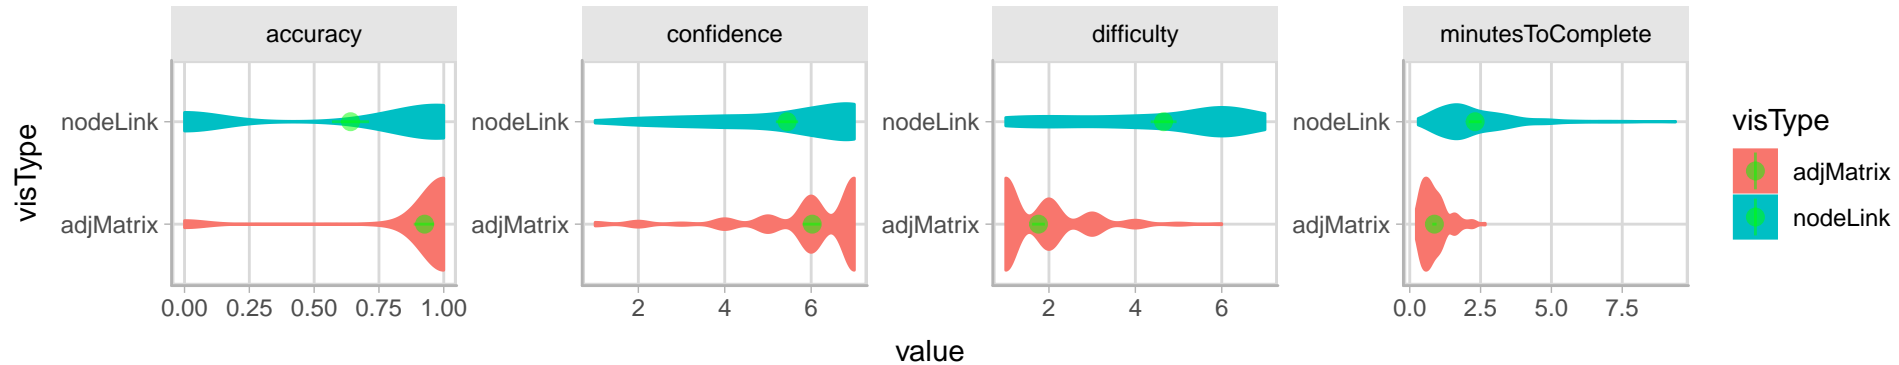 accuracy
confidence
difficulty
minutesToComplete
visType
nodeLink
adjMatrix
nodeLink
adjMatrix
nodeLink
adjMatrix
nodeLink
adjMatrix
0.00 0.25 0.50 0.75 1.00
2 4 6
2 4 6
0.0 2.5 5.0 7.5
value
visType
adjMatrix
nodeLink